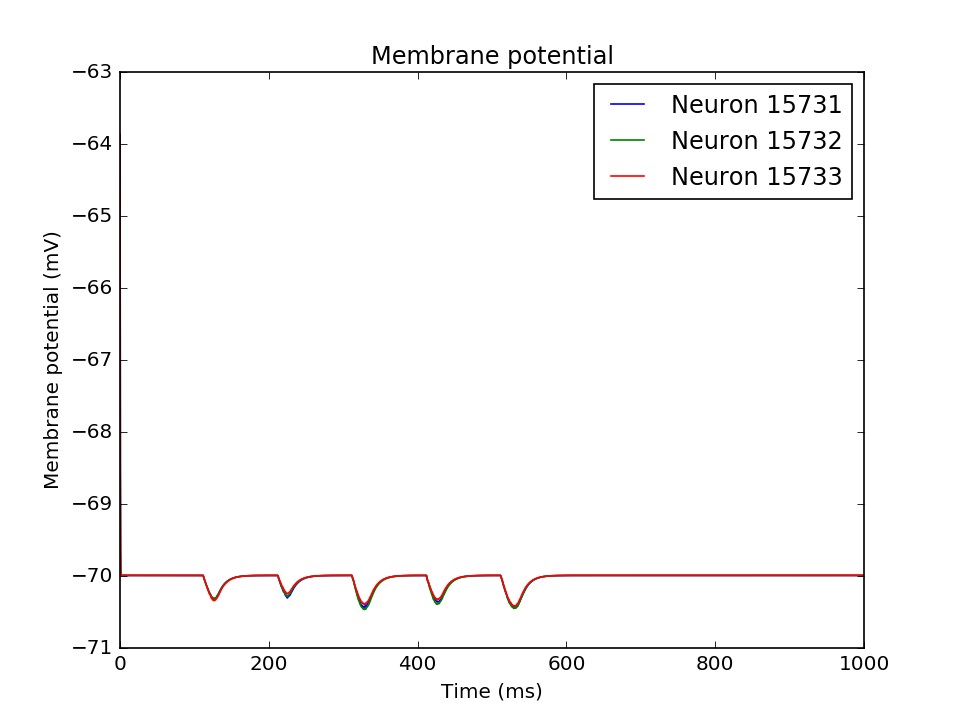 Membrane potential
−63
−64
−65
−66
−67
−68
−69
−70
−71
Membrane potential (mV)
Neuron 15731
Neuron 15732
Neuron 15733
0 200 400 600 800 1000
Time (ms)